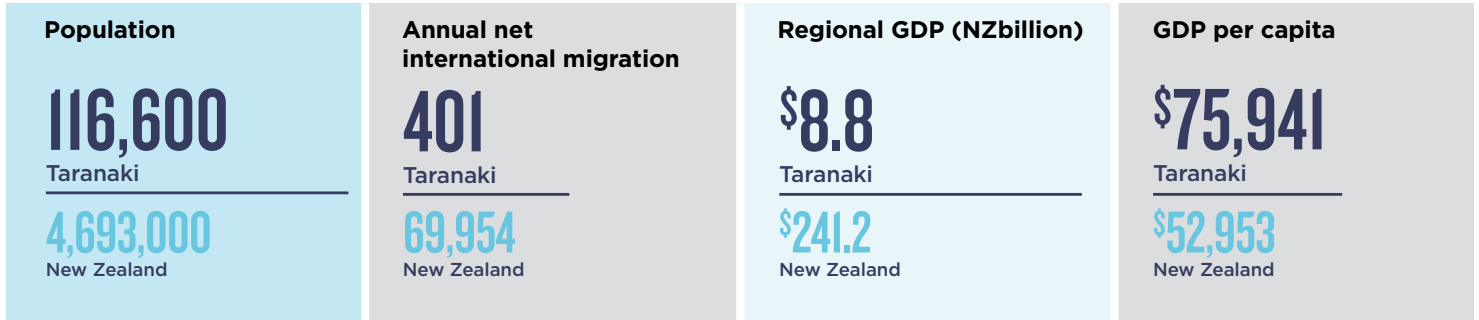 Population
116,600
Taranaki
4,693,000
New Zealand
Annual net
international migration
401
Taranaki
69,954
New Zealand
Regional GDP (NZbillion)
$8.8
Taranaki
$241.2
New Zealand
GDP per capita
$75,941
Taranaki
$52,953
New Zealand